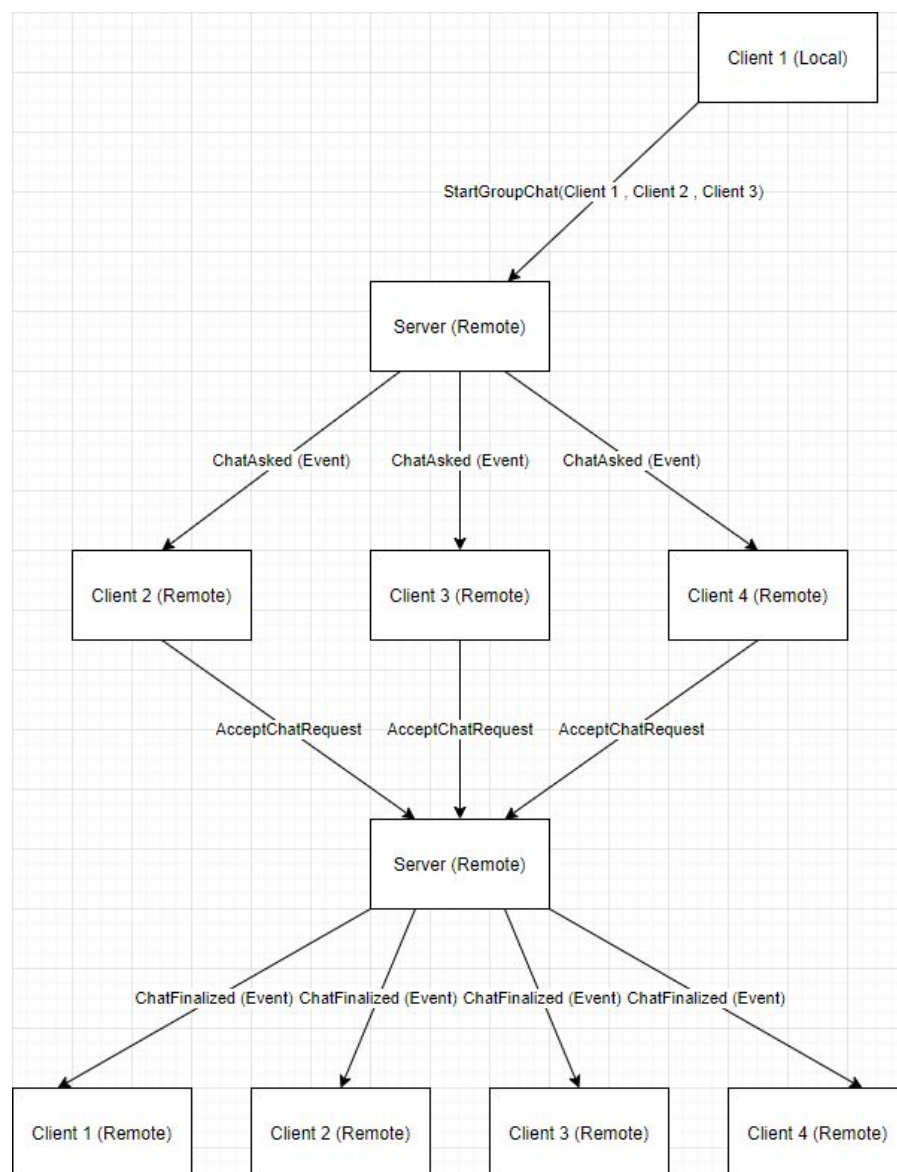 Client 1 (Local)
StartGroupChat(Client 1 , Client 2 , Client 3)
Server (Remote)
ChatAsked (Event)
ChatAsked (Event)
ChatAsked (Event)
Client 2 (Remote)
Client 3 (Remote)
Client 4 (Remote)
AcceptChatRequest
AcceptChatRequest
AcceptChatRequest
Server (Remote)
ChatFinalized (Event)
ChatFinalized (Event)
ChatFinalized (Event)
ChatFinalized (Event)
Client 1 (Remote)
Client 2 (Remote)
Client 3 (Remote)
Client 4 (Remote)